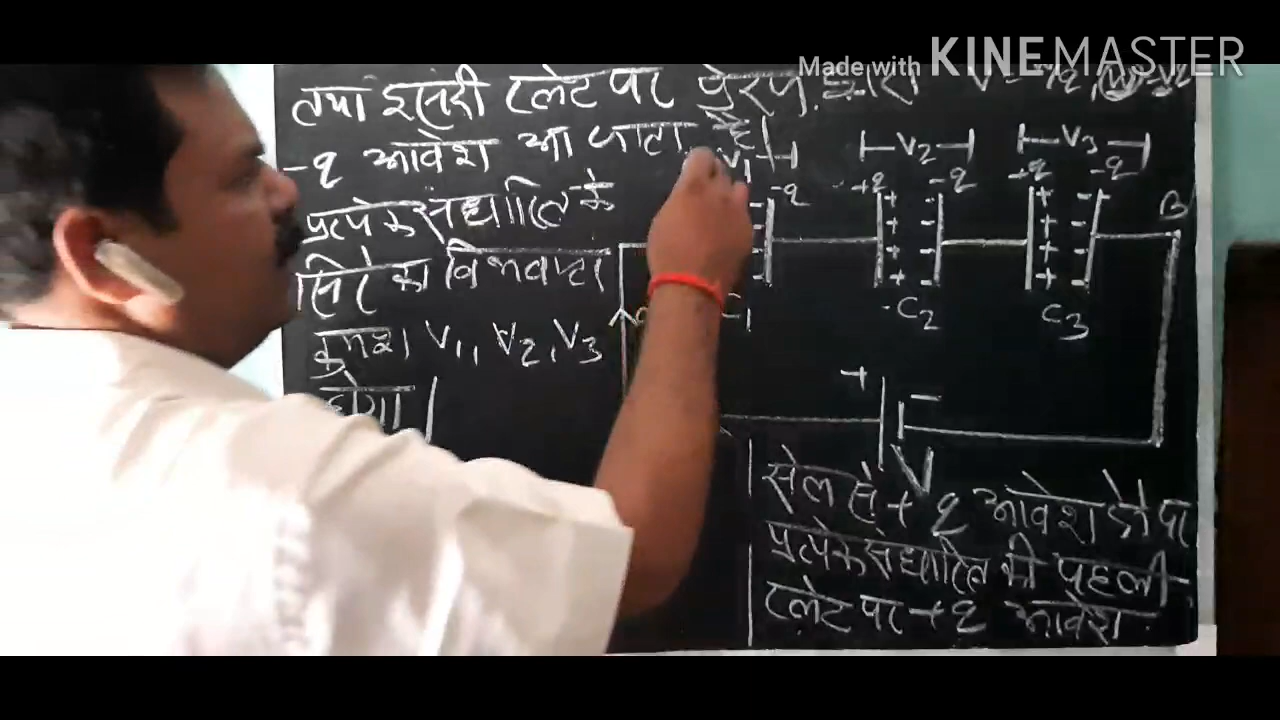 Made with KINEMASTER
तथा दूसरी प्लेट पर प्रेरण द्वारा
-q आवेश आ जाता है।
प्रत्येक संधारित्र के
सिरे का विभवान्तर
क्रमशः V₁, V₂, V₃
होगा
V₁ V₂ V₃
-q +q -q +q -q
B
C₁ C₂ C₃
+ -
V
सेल से +q आवेश देने पर
प्रत्येक संधारित्र की पहली
प्लेट पर +q आवेश